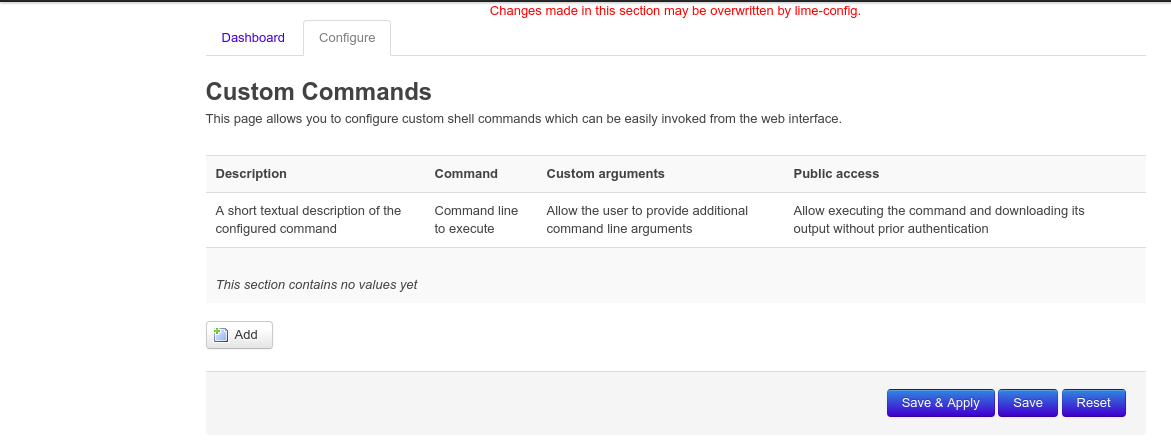 Changes made in this section may be overwritten by lime-config.
Dashboard
Configure
Custom Commands
This page allows you to configure custom shell commands which can be easily invoked from the web interface.
Description
Command
Custom arguments
Public access
A short textual description of the
configured command
Command line
to execute
Allow the user to provide additional
command line arguments
Allow executing the command and downloading its
output without prior authentication
This section contains no values yet
Add
Save & Apply
Save
Reset